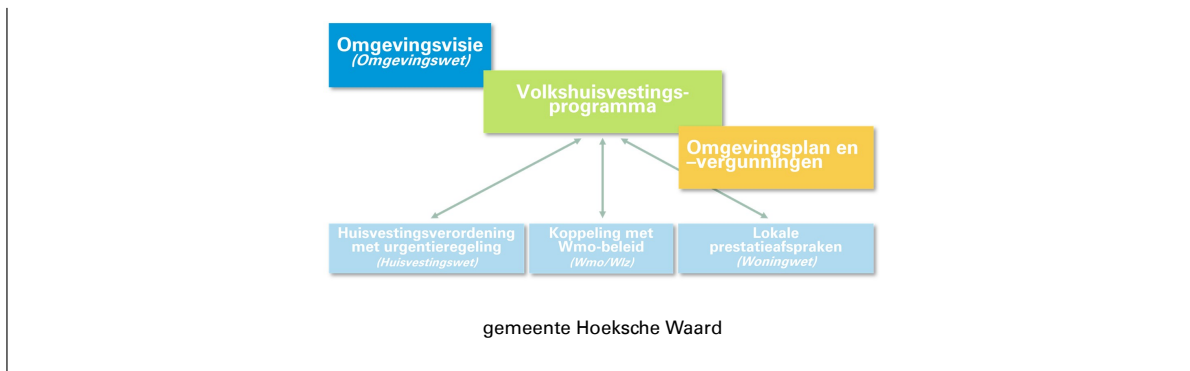 Omgevingsvisie
(Omgevingswet)
Volkshuisvestings-
programma
Omgevingsplan en
–vergunningen
Huisvestingsverordening
met urgentieregeling
(Huisvestingswet)
Koppeling met
Wmo-beleid
(Wmo/Wlz)
Lokale
prestatieafspraken
(Woningwet)
gemeente Hoeksche Waard